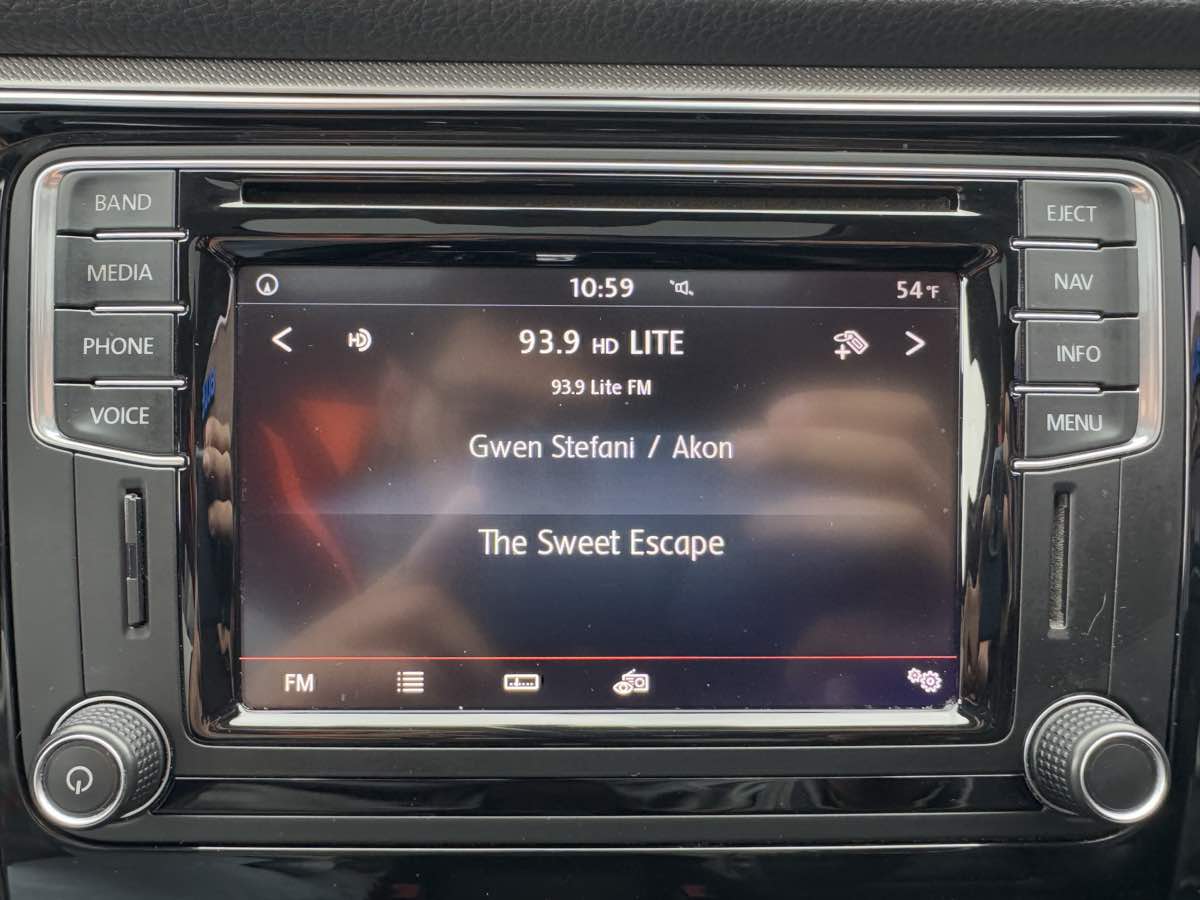 BAND
MEDIA
PHONE
VOICE
EJECT
NAV
INFO
MENU
10:59 54 °F
HD 93.9 HD LITE
93.9 Lite FM
Gwen Stefani / Akon
The Sweet Escape
FM